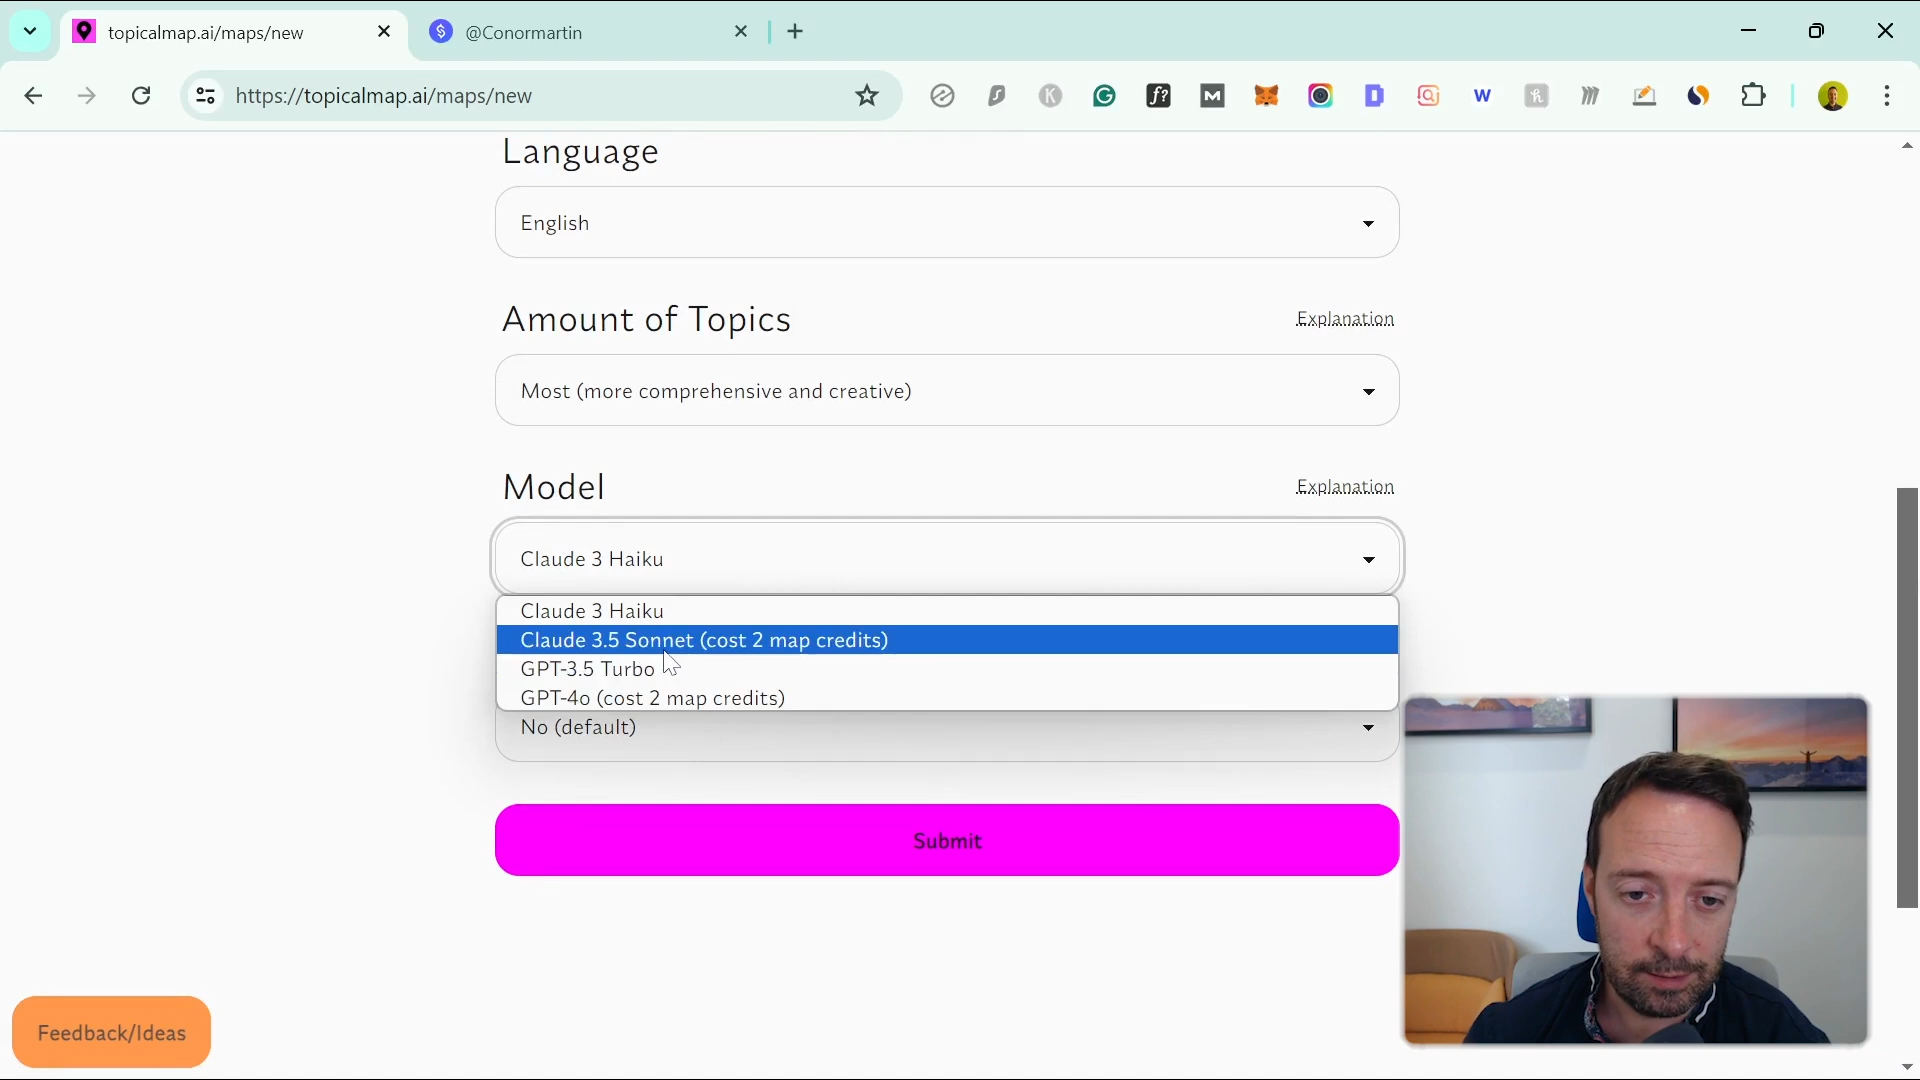 topicalmap.ai/maps/new
@Conormartin
https://topicalmap.ai/maps/new
Language
English
Amount of Topics
Explanation
Most (more comprehensive and creative)
Model
Explanation
Claude 3 Haiku
Claude 3 Haiku
Claude 3.5 Sonnet (cost 2 map credits)
GPT-3.5 Turbo
GPT-4o (cost 2 map credits)
No (default)
Submit
Feedback/Ideas